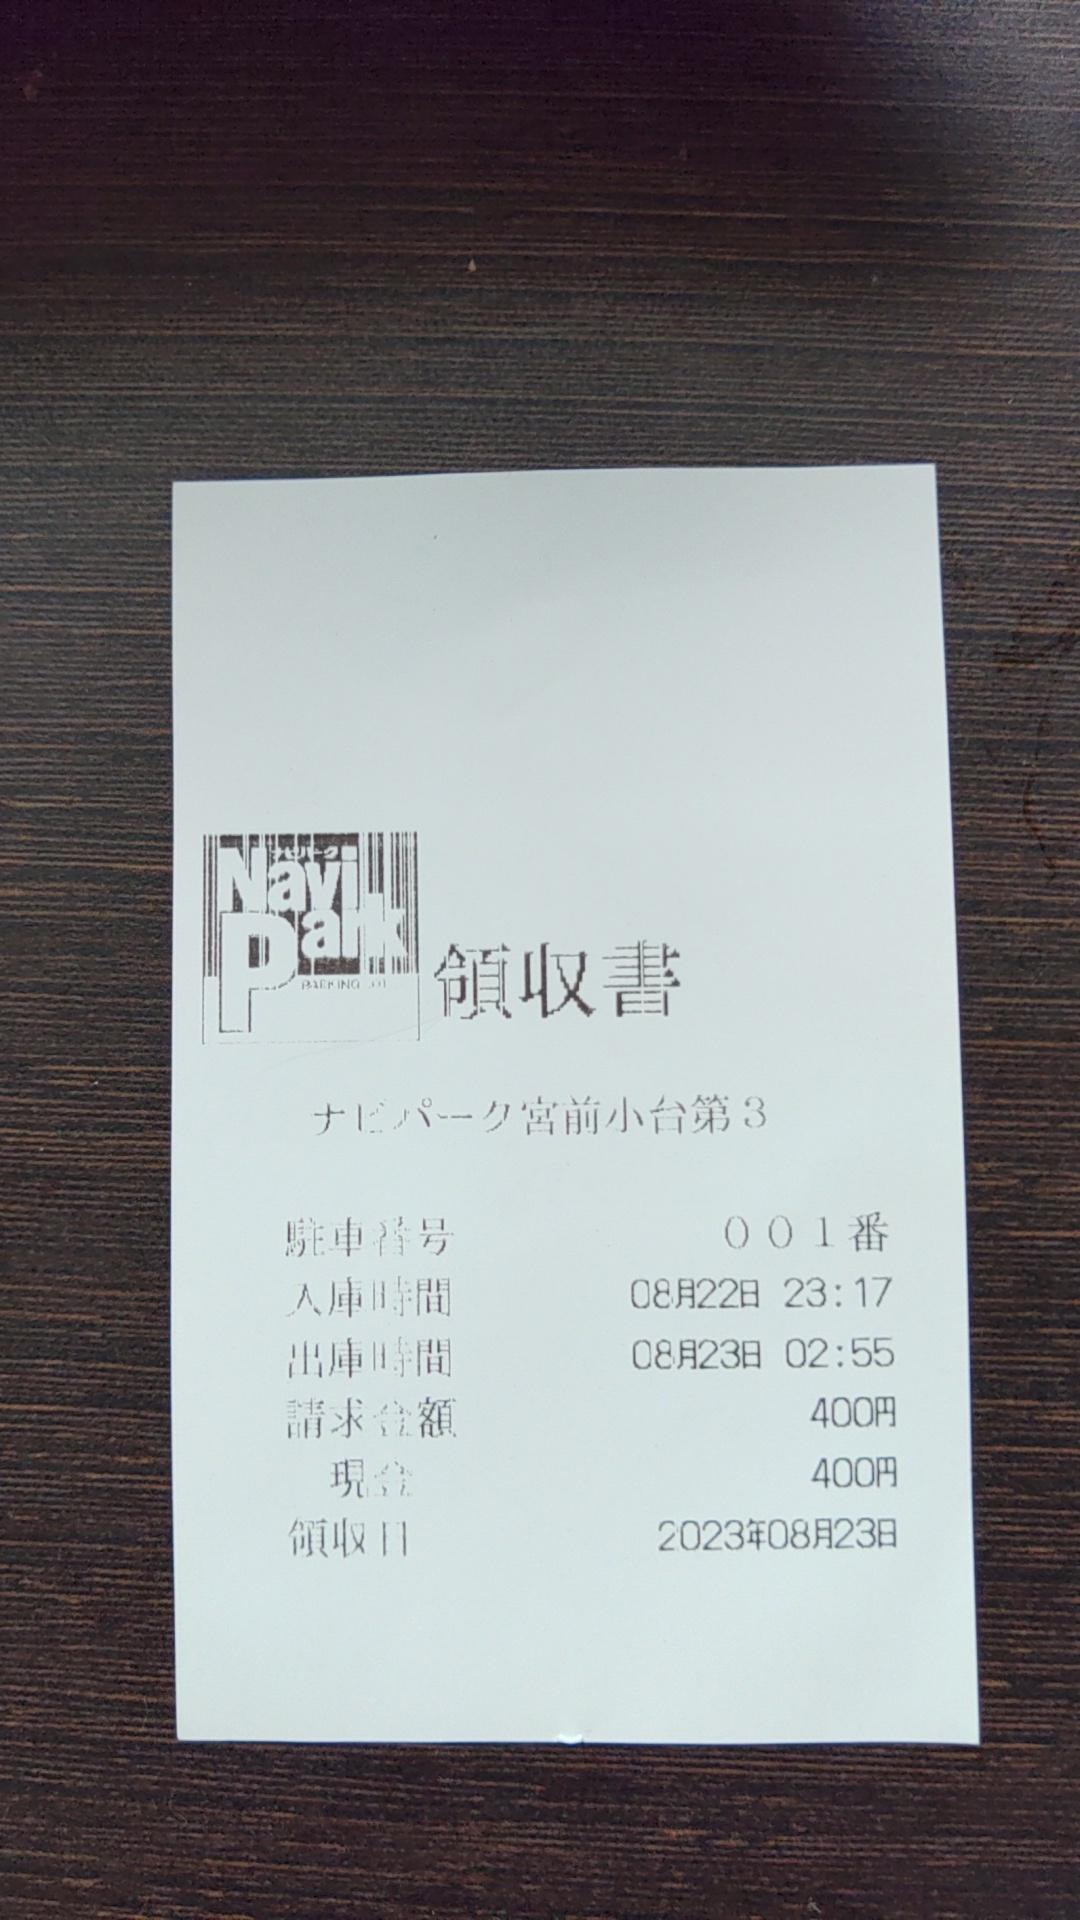 ナビパーク
Navi
Park
PARKING LOT
領収書
ナビパーク宮前小台第3
駐車番号 001番
入庫時間 08月22日 23:17
出庫時間 08月23日 02:55
請求金額 400円
現金 400円
領収日 2023年08月23日